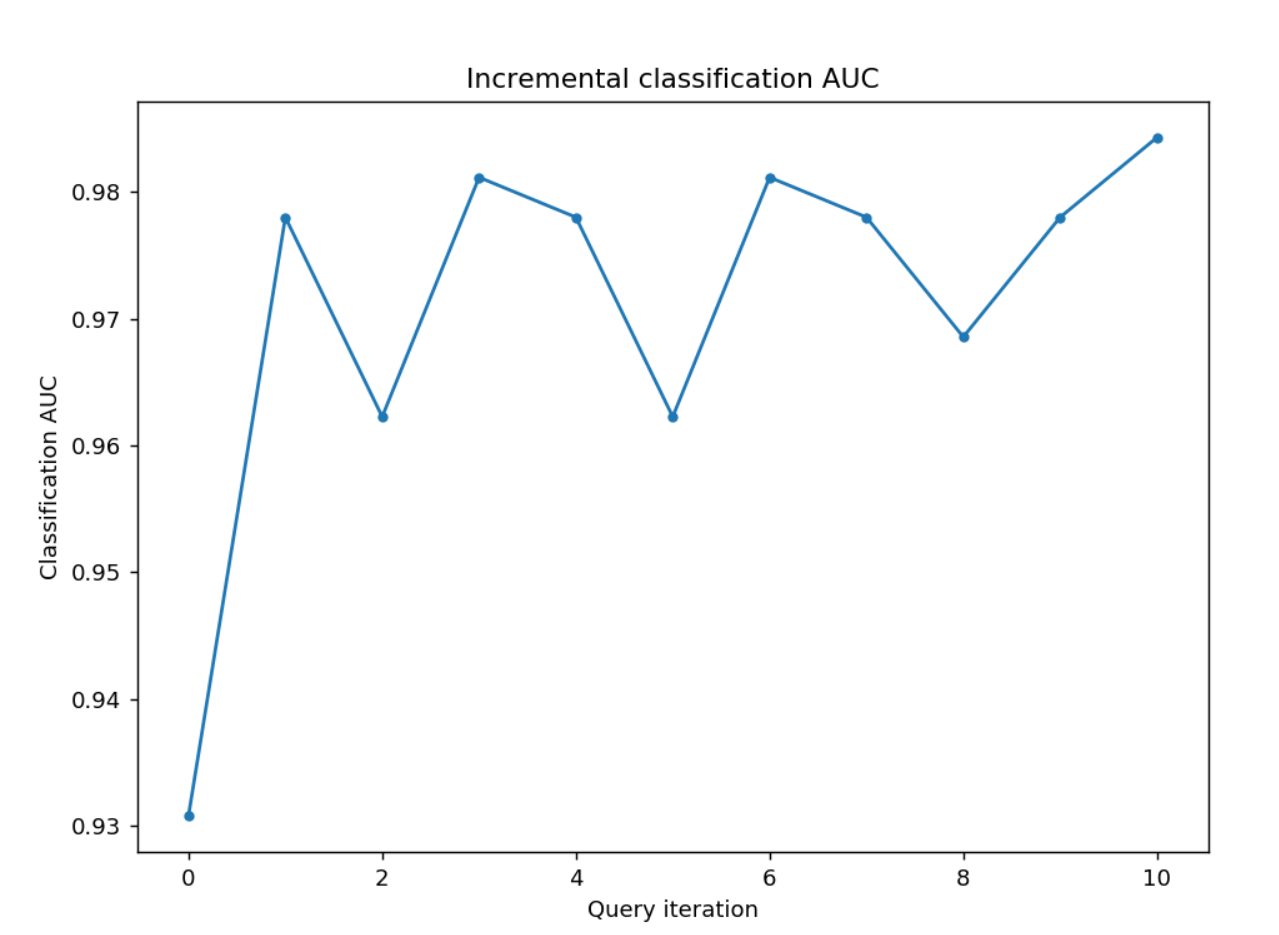 Incremental classification AUC
0.98
0.97
0.96
0.95
0.94
0.93
Classification AUC
0 2 4 6 8 10
Query iteration